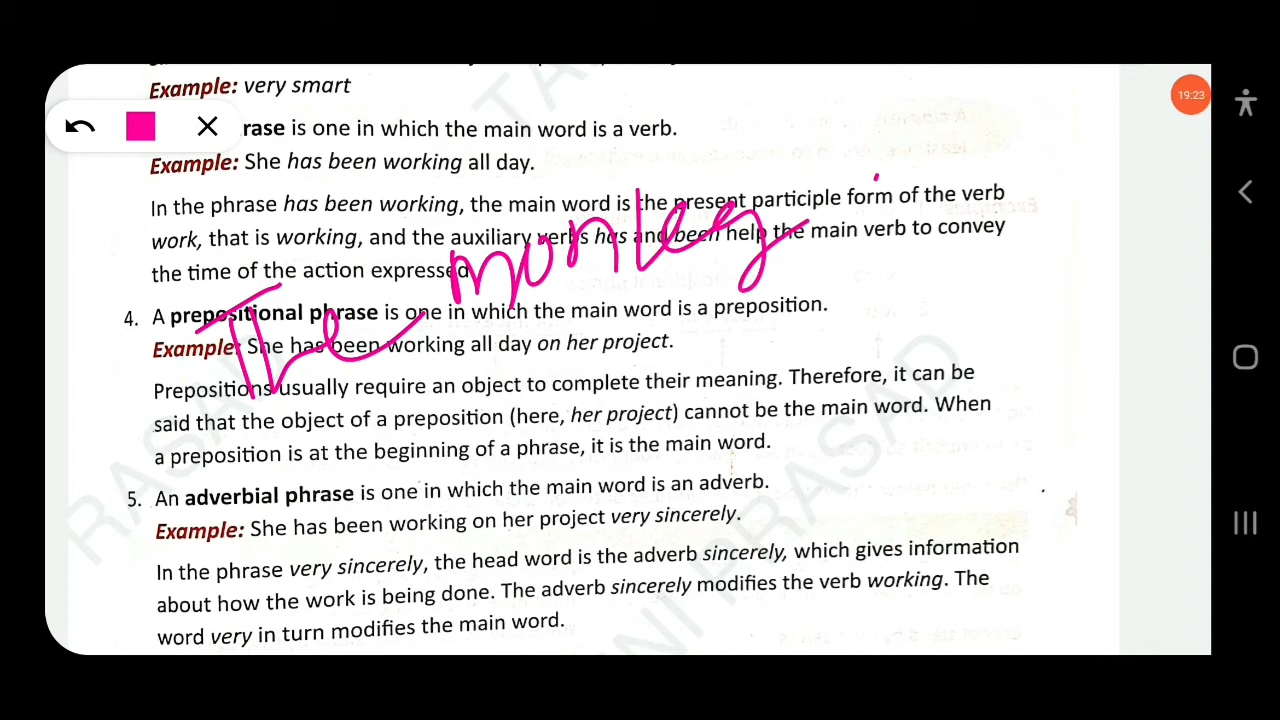 Example: very smart
rase is one in which the main word is a verb.
Example: She has been working all day.
In the phrase has been working, the main word is the present participle form of the verb
work, that is working, and the auxiliary verbs has and been help the main verb to convey
the time of the action expressed
The monkey
4. A prepositional phrase is one in which the main word is a preposition.
Example: She has been working all day on her project.
Prepositions usually require an object to complete their meaning. Therefore, it can be
said that the object of a preposition (here, her project) cannot be the main word. When
a preposition is at the beginning of a phrase, it is the main word.
5. An adverbial phrase is one in which the main word is an adverb.
Example: She has been working on her project very sincerely.
In the phrase very sincerely, the head word is the adverb sincerely, which gives information
about how the work is being done. The adverb sincerely modifies the verb working. The
word very in turn modifies the main word.
19:23
RASAD
NI PRASAD